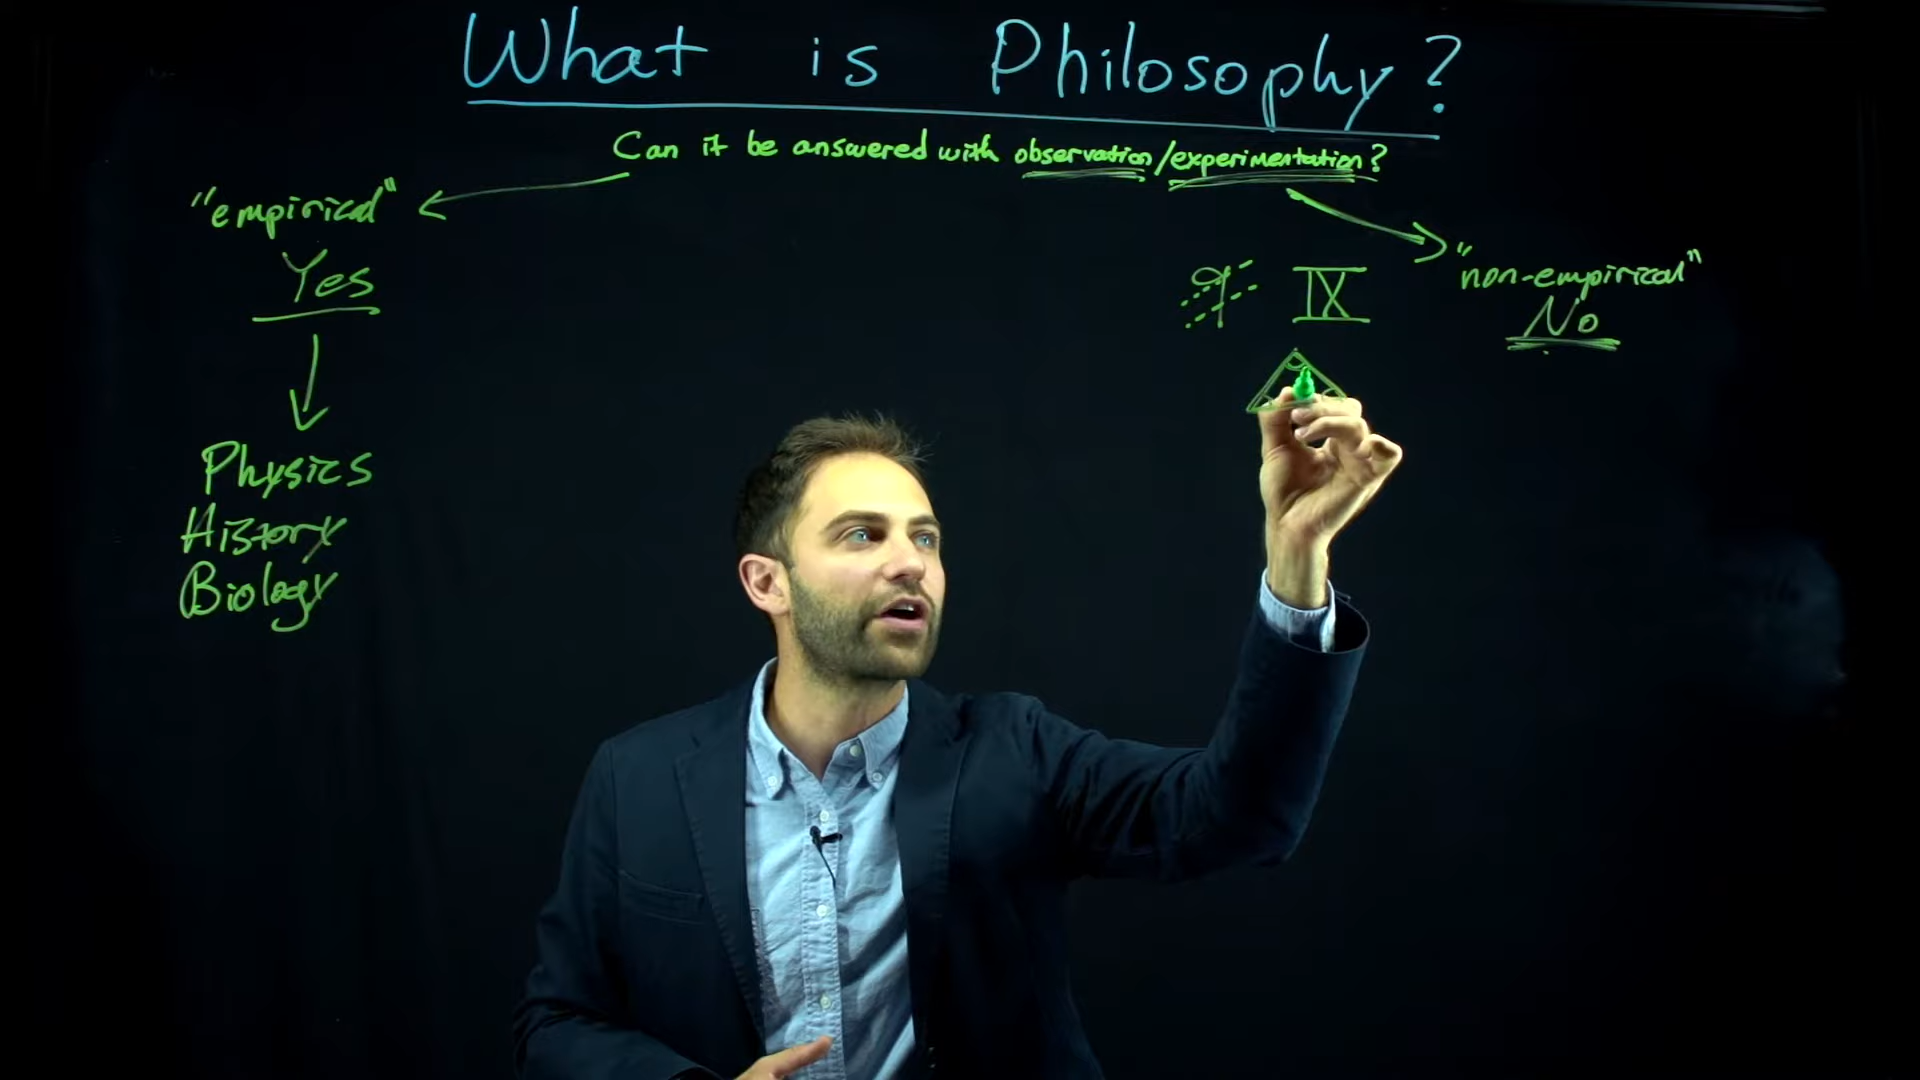 What is Philosophy?
Can it be answered with observation/experimentation?
"empirical"
Yes
Physics
History
Biology
9 IX
"non-empirical"
No